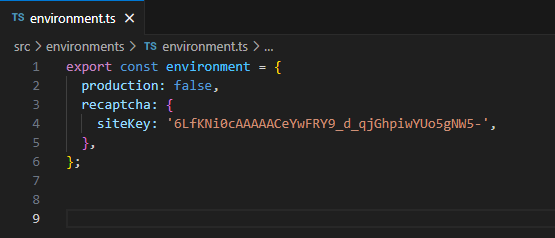 TS environment.ts ×
src > environments > TS environment.ts > ...
1 export const environment = {
2 production: false,
3 recaptcha: {
4 siteKey: '6LfKNi0cAAAAACeYwFRY9_d_qjGhpiwYUo5gNW5-',
5 },
6 };
7
8
9